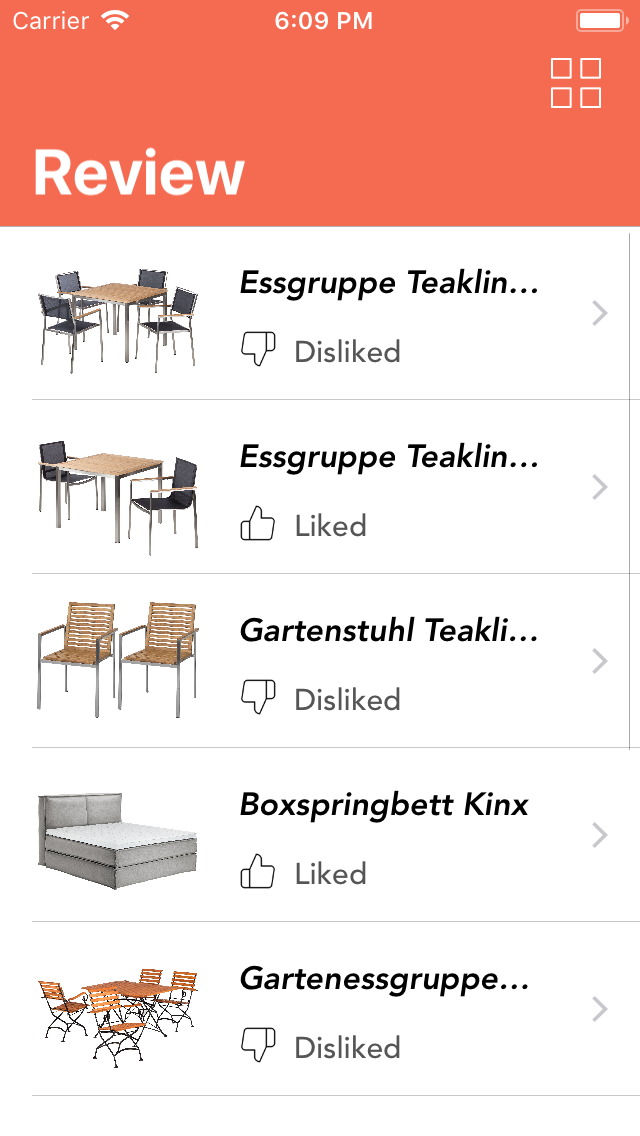 Carrier 6:09 PM
Review
Essgruppe Teaklin...
Disliked
Essgruppe Teaklin...
Liked
Gartenstuhl Teakli...
Disliked
Boxspringbett Kinx
Liked
Gartenessgruppe...
Disliked